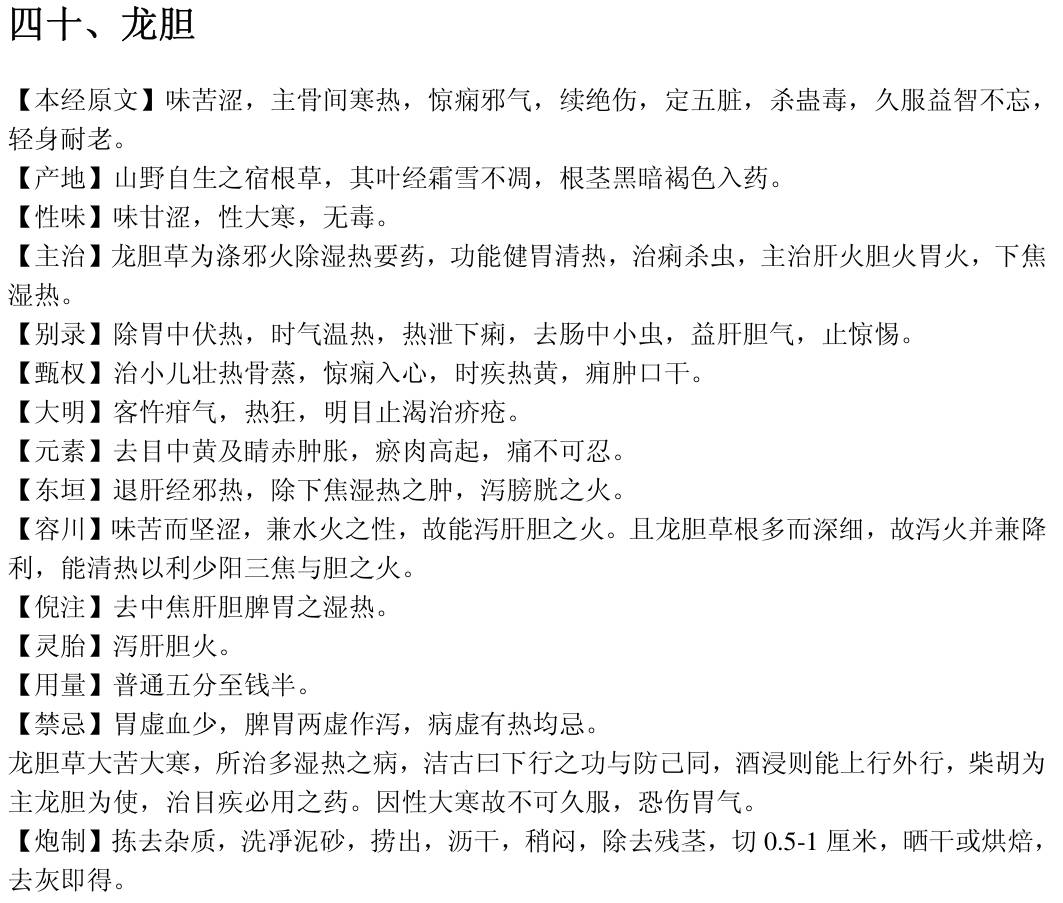 四十、龙胆
【本经原文】味苦涩，主骨间寒热，惊痫邪气，续绝伤，定五脏，杀蛊毒，久服益智不忘，
轻身耐老。
【产地】山野自生之宿根草，其叶经霜雪不凋，根茎黑暗褐色入药。
【性味】味甘涩，性大寒，无毒。
【主治】龙胆草为涤邪火除湿热要药，功能健胃清热，治痢杀虫，主治肝火胆火胃火，下焦
湿热。
【别录】除胃中伏热，时气温热，热泄下痢，去肠中小虫，益肝胆气，止惊惕。
【甄权】治小儿壮热骨蒸，惊痫入心，时疾热黄，痈肿口干。
【大明】客忤疳气，热狂，明目止渴治疥疮。
【元素】去目中黄及睛赤肿胀，瘀肉高起，痛不可忍。
【东垣】退肝经邪热，除下焦湿热之肿，泻膀胱之火。
【容川】味苦而坚涩，兼水火之性，故能泻肝胆之火。且龙胆草根多而深细，故泻火并兼降
利，能清热以利少阳三焦与胆之火。
【倪注】去中焦肝胆脾胃之湿热。
【灵胎】泻肝胆火。
【用量】普通五分至钱半。
【禁忌】胃虚血少，脾胃两虚作泻，病虚有热均忌。
龙胆草大苦大寒，所治多湿热之病，洁古曰下行之功与防己同，酒浸则能上行外行，柴胡为
主龙胆为使，治目疾必用之药。因性大寒故不可久服，恐伤胃气。
【炮制】拣去杂质，洗凈泥砂，捞出，沥干，稍闷，除去残茎，切 0.5-1 厘米，晒干或烘焙，
去灰即得。